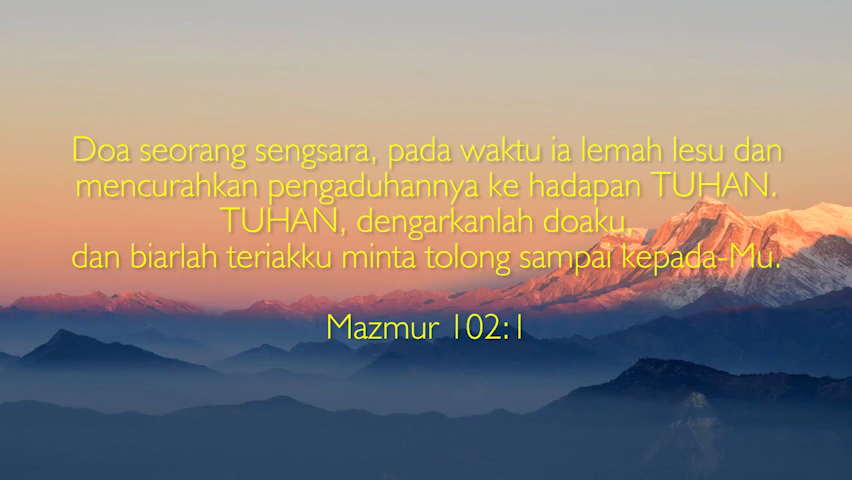 Doa seorang sengsara, pada waktu ia lemah lesu dan
mencurahkan pengaduhannya ke hadapan TUHAN.
TUHAN, dengarkanlah doaku,
dan biarlah teriakku minta tolong sampai kepada-Mu.
Mazmur 102:1